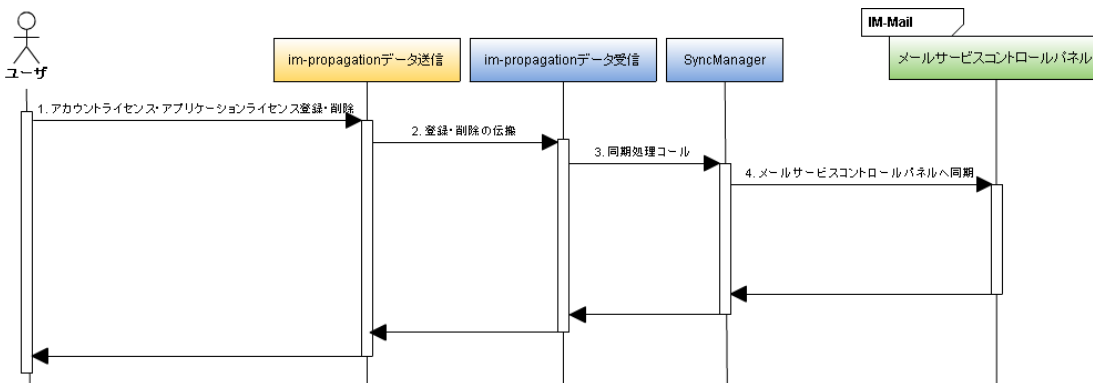 IM-Mail
ユーザ
im-propagationデータ送信
im-propagationデータ受信
SyncManager
メールサービスコントロールパネル
1. アカウントライセンス・アプリケーションライセンス登録・削除
2. 登録・削除の伝搬
3. 同期処理コール
4. メールサービスコントロールパネルへ同期